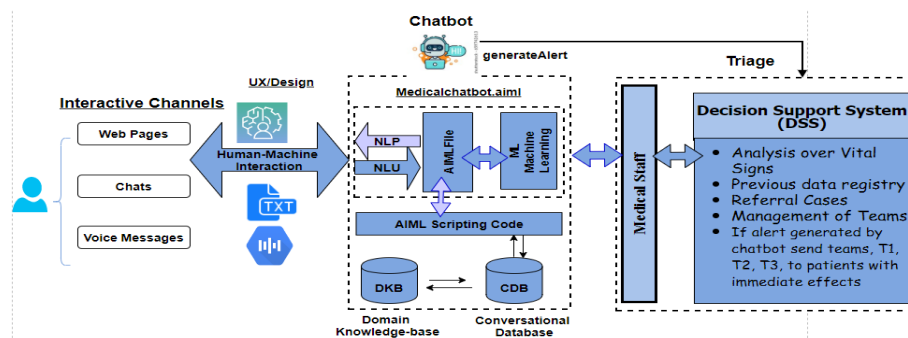 Chatbot
generateAlert
Triage
UX/Design
Interactive Channels
Web Pages
Chats
Voice Messages
Human-Machine
Interaction
TXT
Medicalchatbot.aiml
NLP
NLU
AIMLFile
ML
Machine
Learning
AIML Scripting Code
DKB
CDB
Domain
Knowledge-base
Conversational
Database
Medical Staff
Decision Support System
(DSS)
• Analysis over Vital
Signs
• Previous data registry
• Referral Cases
• Management of Teams
• If alert generated by
chatbot send teams, T1,
T2, T3, to patients with
immediate effects